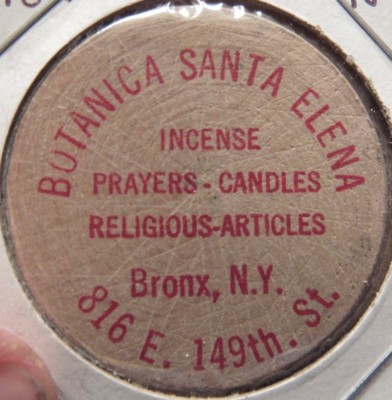 BOTANICA SANTA ELENA
INCENSE
PRAYERS - CANDLES
RELIGIOUS-ARTICLES
Bronx, N.Y.
816 E. 149th. St.